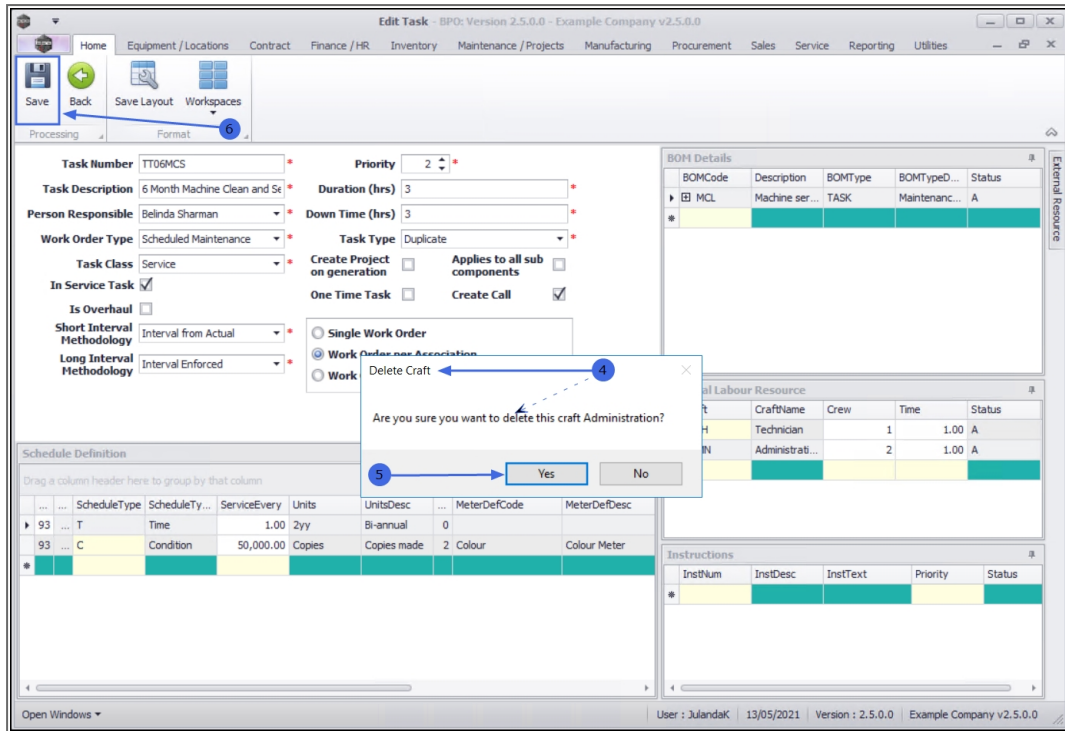 Edit Task - BPO: Version 2.5.0.0 - Example Company v2.5.0.0
Home Equipment / Locations Contract Finance / HR Inventory Maintenance / Projects Manufacturing Procurement Sales Service Reporting Utilities
Save Back Save Layout Workspaces
6
Processing Format
Task Number TT06MCS *
Task Description 6 Month Machine Clean and Se *
Person Responsible Belinda Sharman *
Work Order Type Scheduled Maintenance *
Task Class Service *
In Service Task
Is Overhaul
Short Interval Methodology Interval from Actual *
Long Interval Methodology Interval Enforced *
Priority 2 *
Duration (hrs) 3 *
Down Time (hrs) 3 *
Task Type Duplicate *
Create Project on generation Applies to all sub components
One Time Task Create Call
Single Work Order
Work Order per Association
Work
Delete Craft 4
Are you sure you want to delete this craft Administration?
5 Yes No
BOM Details
BOMCode Description BOMType BOMTypeD... Status
MCL Machine ser... TASK Maintenanc... A
External Resource
al Labour Resource
CraftName Crew Time Status
Technician 1 1.00 A
Administrati... 2 1.00 A
Schedule Definition
Drag a column header here to group by that column
... ... ScheduleType ScheduleTy... ServiceEvery Units UnitsDesc ... MeterDefCode MeterDefDesc
93 ... T Time 1.00 2yy Bi-annual 0
93 ... C Condition 50,000.00 Copies Copies made 2 Colour Colour Meter
Instructions
InstNum InstDesc InstText Priority Status
Open Windows User : JulandaK 13/05/2021 Version : 2.5.0.0 Example Company v2.5.0.0